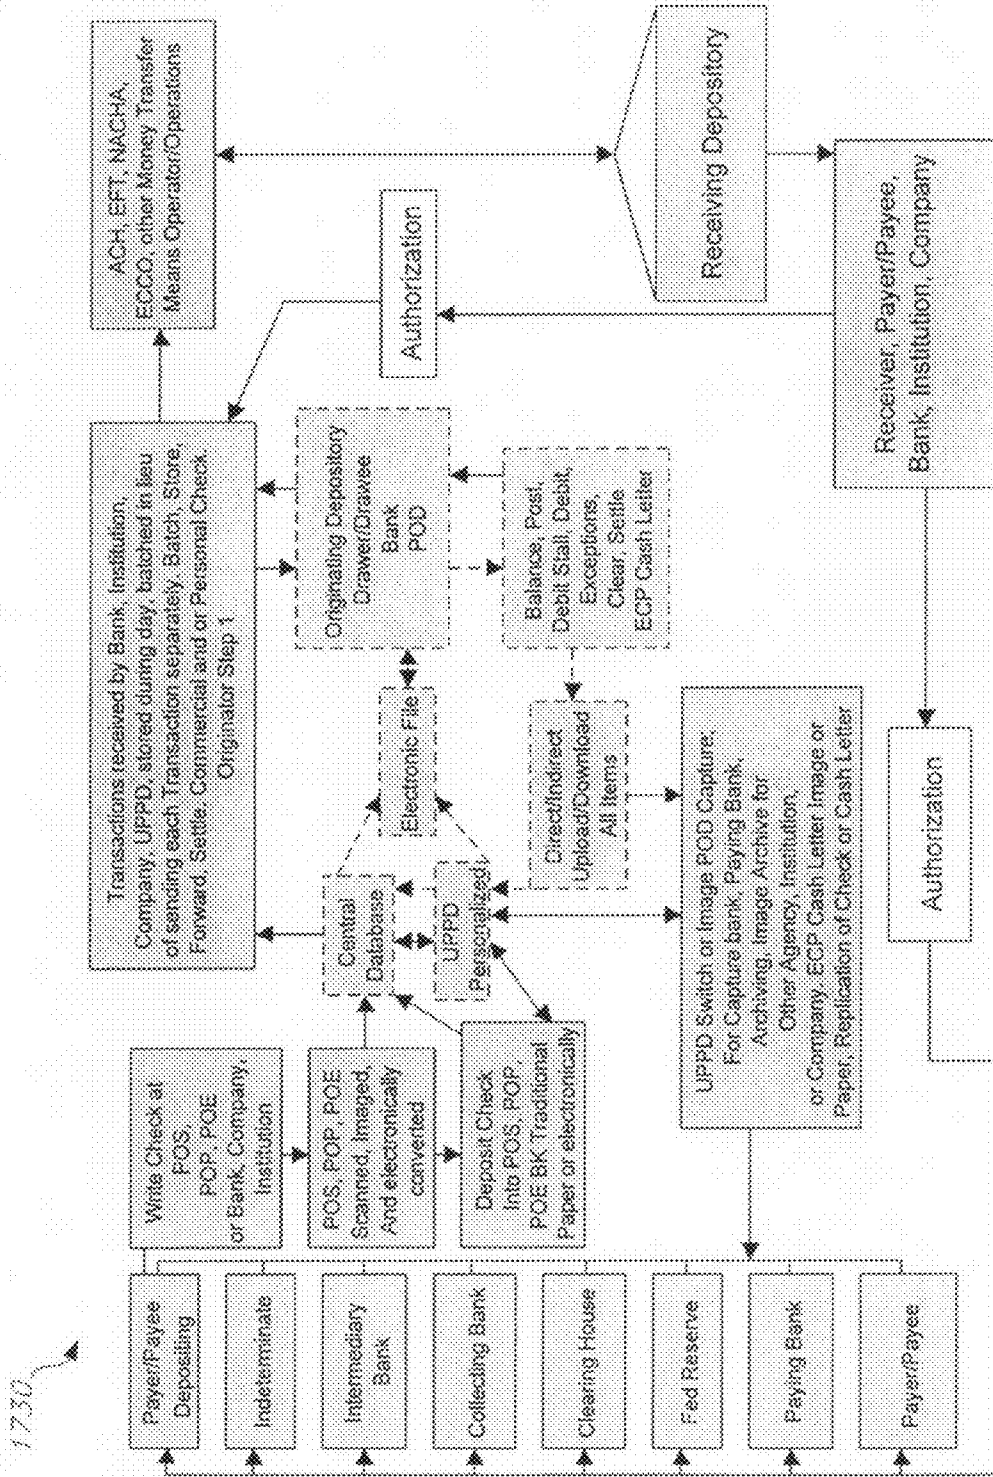 1730
Payer/Payee
Depositing
Indeterminate
Intermediary
Bank
Collecting Bank
Clearing House
Fed Reserve
Paying Bank
Payer/Payee
Write Check at
POS,
POP, POE
or Bank, Company,
Institution
POS, POP, POE
Scanned, Imaged,
And electronically
converted
Deposit Check
Into POS, POP,
POE BK Traditional
Paper or electronically
Transactions received by Bank, Institution,
Company, UPPD, stored during day, batched in lieu
of sending each Transaction separately. Batch, Store,
Forward, Settle. Commercial and or Personal Check.
Originator Step 1
Central
Database
UPPD
Personalized
Electronic File
Originating Depository
Drawer/Drawee
Bank
POD
Balance, Post,
Debit Stall, Debit,
Exceptions,
Clear, Settle
ECP Cash Letter
Direct/Indirect
Upload/Download
All Items
UPPD Switch or Image POD Capture;
For Capture bank, Paying Bank,
Archiving, Image Archive for
Other Agency, Institution,
or Company. ECP Cash Letter Image or
Paper, Replication of Check or Cash Letter
ACH, EFT, NACHA,
ECCO, other Money Transfer
Means Operator/Operations
Authorization
Receiving Depository
Receiver, Payer/Payee,
Bank, Institution, Company
Authorization